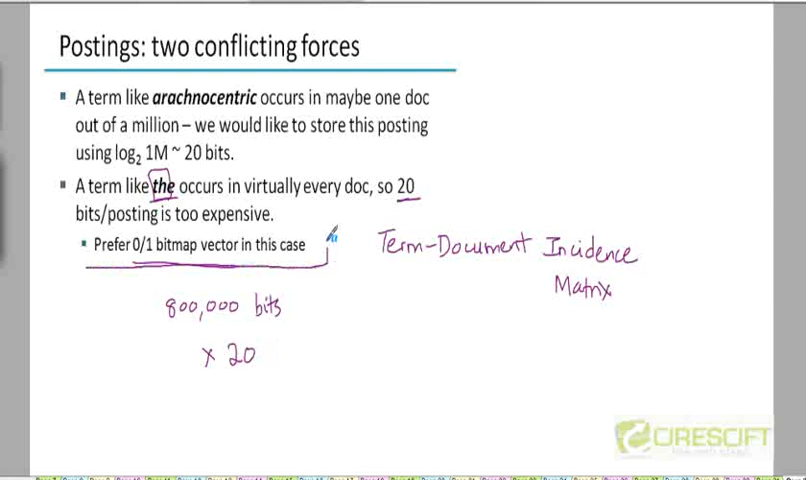 Postings: two conflicting forces
▪ A term like arachnocentric occurs in maybe one doc
out of a million – we would like to store this posting
using log2 1M ~ 20 bits.
▪ A term like the occurs in virtually every doc, so 20
bits/posting is too expensive.
▪ Prefer 0/1 bitmap vector in this case
Term-Document Incidence
Matrix
800,000 bits
x 20